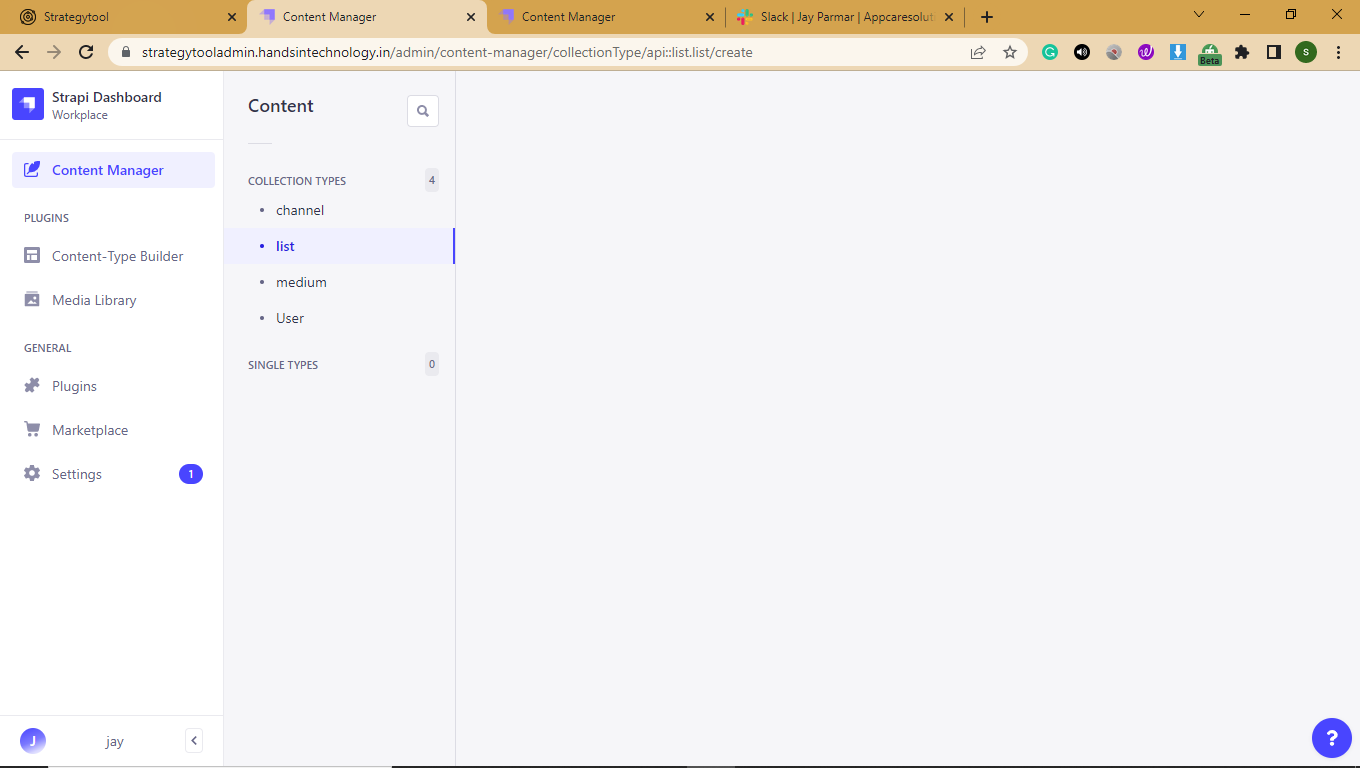 Strategytool
Content Manager
Content Manager
Slack | Jay Parmar | Appcaresolut
strategytooladmin.handsintechnology.in/admin/content-manager/collectionType/api::list.list/create
Beta
S
Strapi Dashboard
Workplace
Content Manager
PLUGINS
Content-Type Builder
Media Library
GENERAL
Plugins
Marketplace
Settings
1
J
jay
Content
COLLECTION TYPES
4
channel
list
medium
User
SINGLE TYPES
0
?